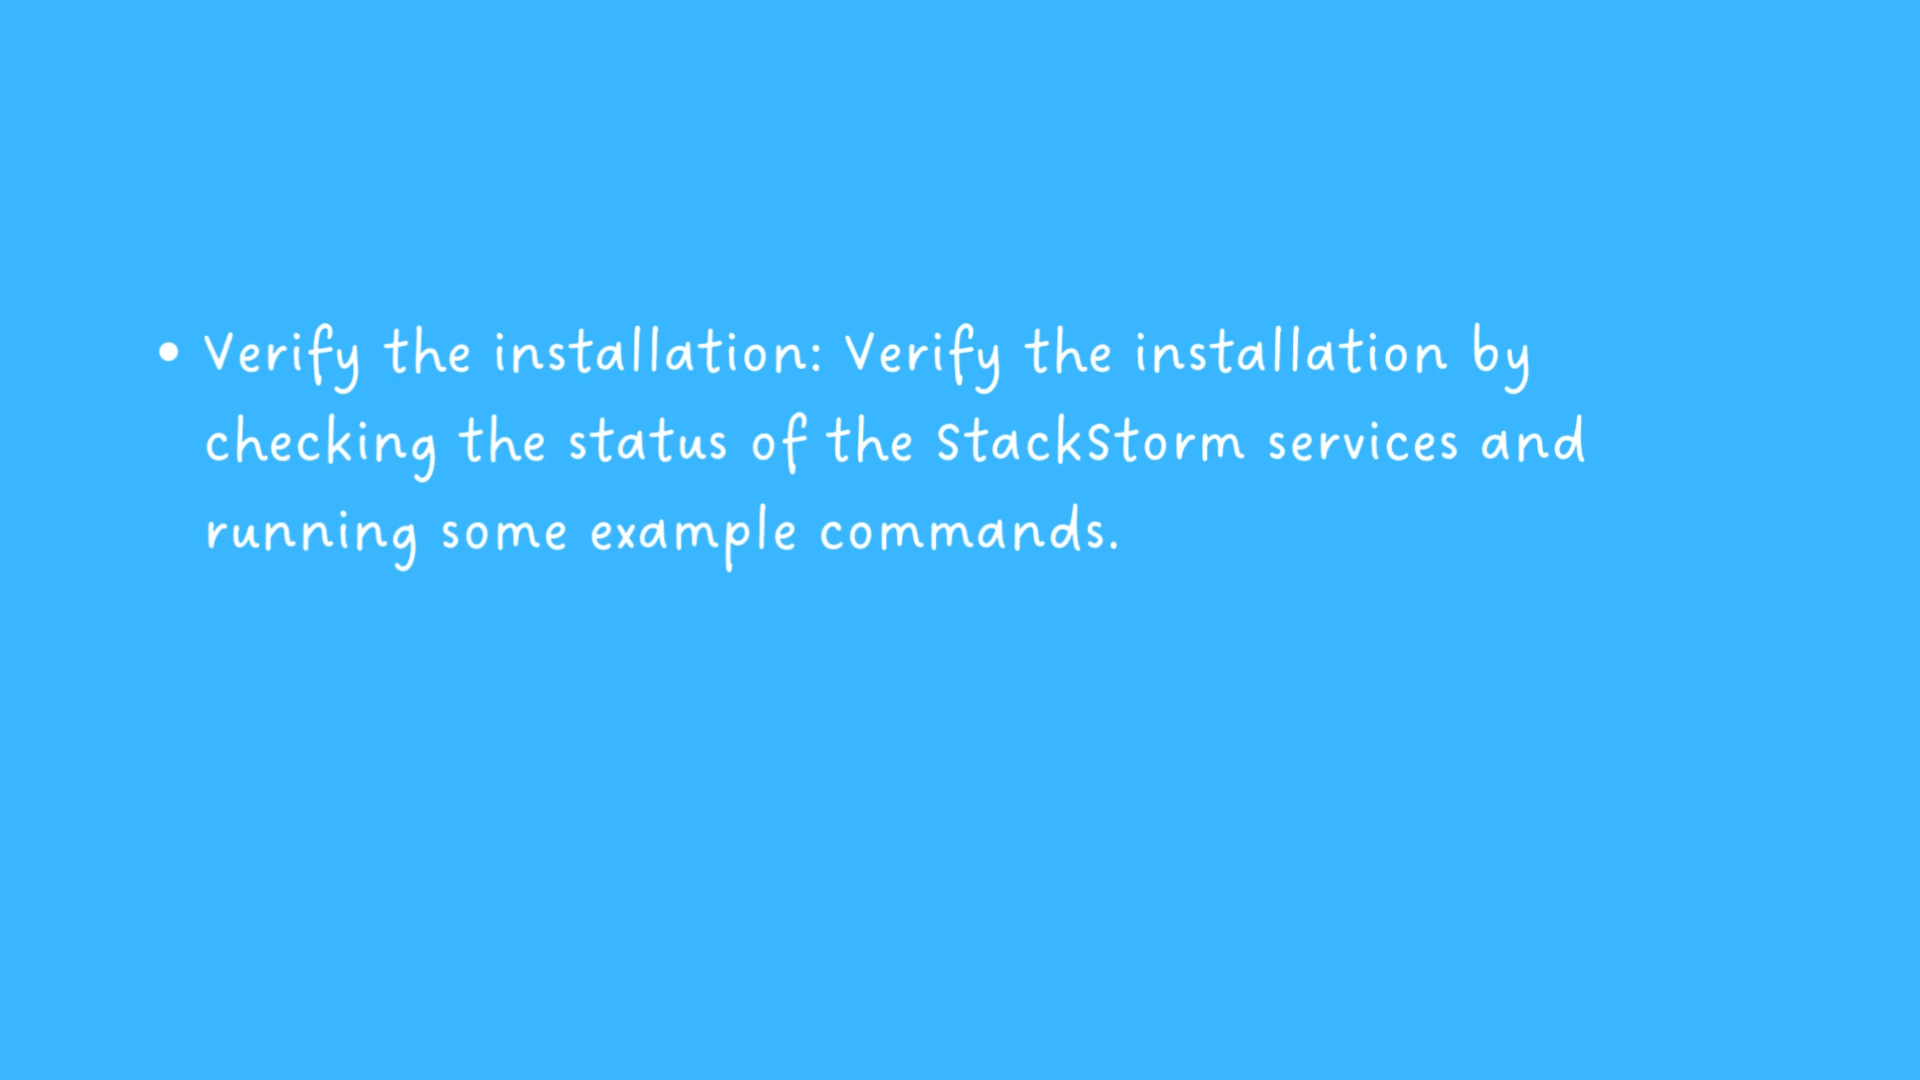 • Verify the installation: Verify the installation by
checking the status of the StackStorm services and
running some example commands.